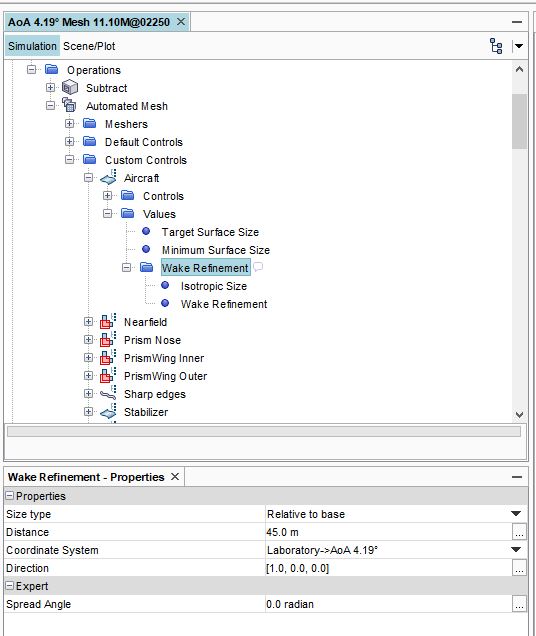 AoA 4.19° Mesh 11.10M@02250
Simulation Scene/Plot
Operations
Subtract
Automated Mesh
Meshers
Default Controls
Custom Controls
Aircraft
Controls
Values
Target Surface Size
Minimum Surface Size
Wake Refinement
Isotropic Size
Wake Refinement
Nearfield
Prism Nose
PrismWing Inner
PrismWing Outer
Sharp edges
Stabilizer
Wake Refinement - Properties
Properties
Size type Relative to base
Distance 45.0 m ...
Coordinate System Laboratory->AoA 4.19°
Direction [1.0, 0.0, 0.0] ...
Expert
Spread Angle 0.0 radian ...